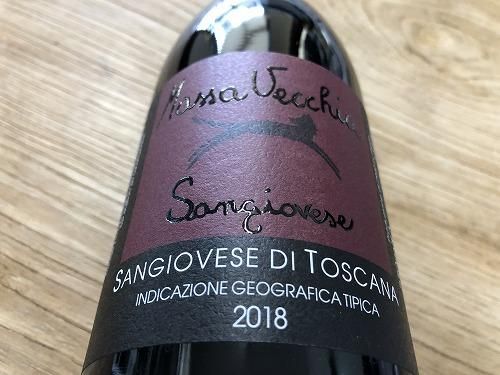 Massa Vecchia
Sangiovese
SANGIOVESE DI TOSCANA
INDICAZIONE GEOGRAFICA TIPICA
2018